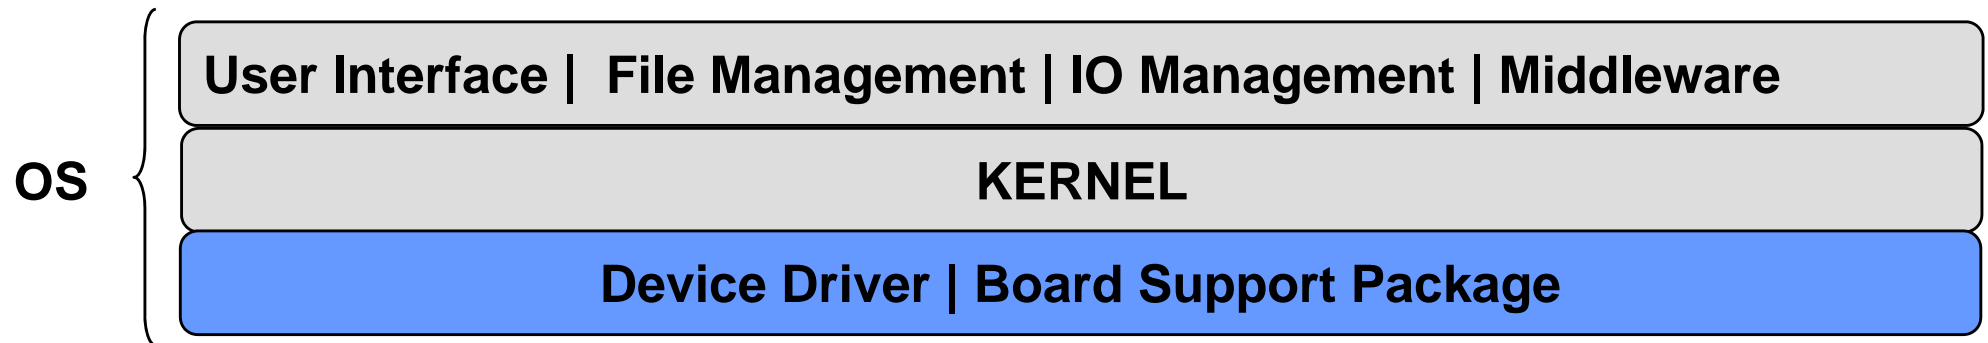 User Interface | File Management | IO Management | Middleware
OS
KERNEL
Device Driver | Board Support Package